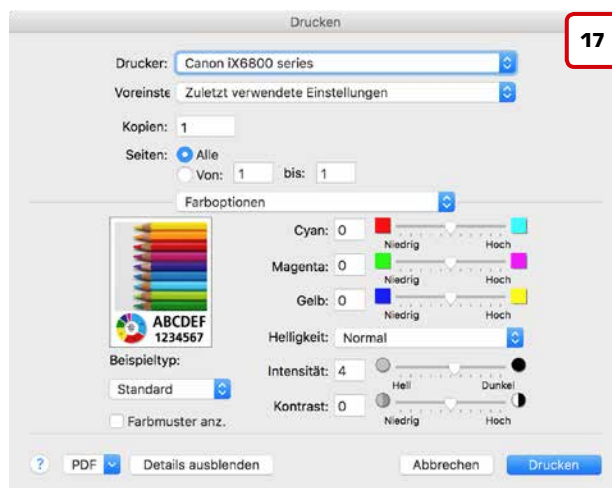 Drucken
17
Drucker: Canon iX6800 series
Voreinste Zuletzt verwendete Einstellungen
Kopien: 1
Seiten: Alle
Von: 1 bis: 1
Farboptionen
Cyan: 0
Niedrig Hoch
Magenta: 0
Niedrig Hoch
Gelb: 0
Niedrig Hoch
ABCDEF
1234567
Helligkeit: Normal
Beispieltyp:
Standard
Intensität: 4
Hell Dunkel
Kontrast: 0
Niedrig Hoch
Farbmuster anz.
? PDF Details ausblenden Abbrechen Drucken